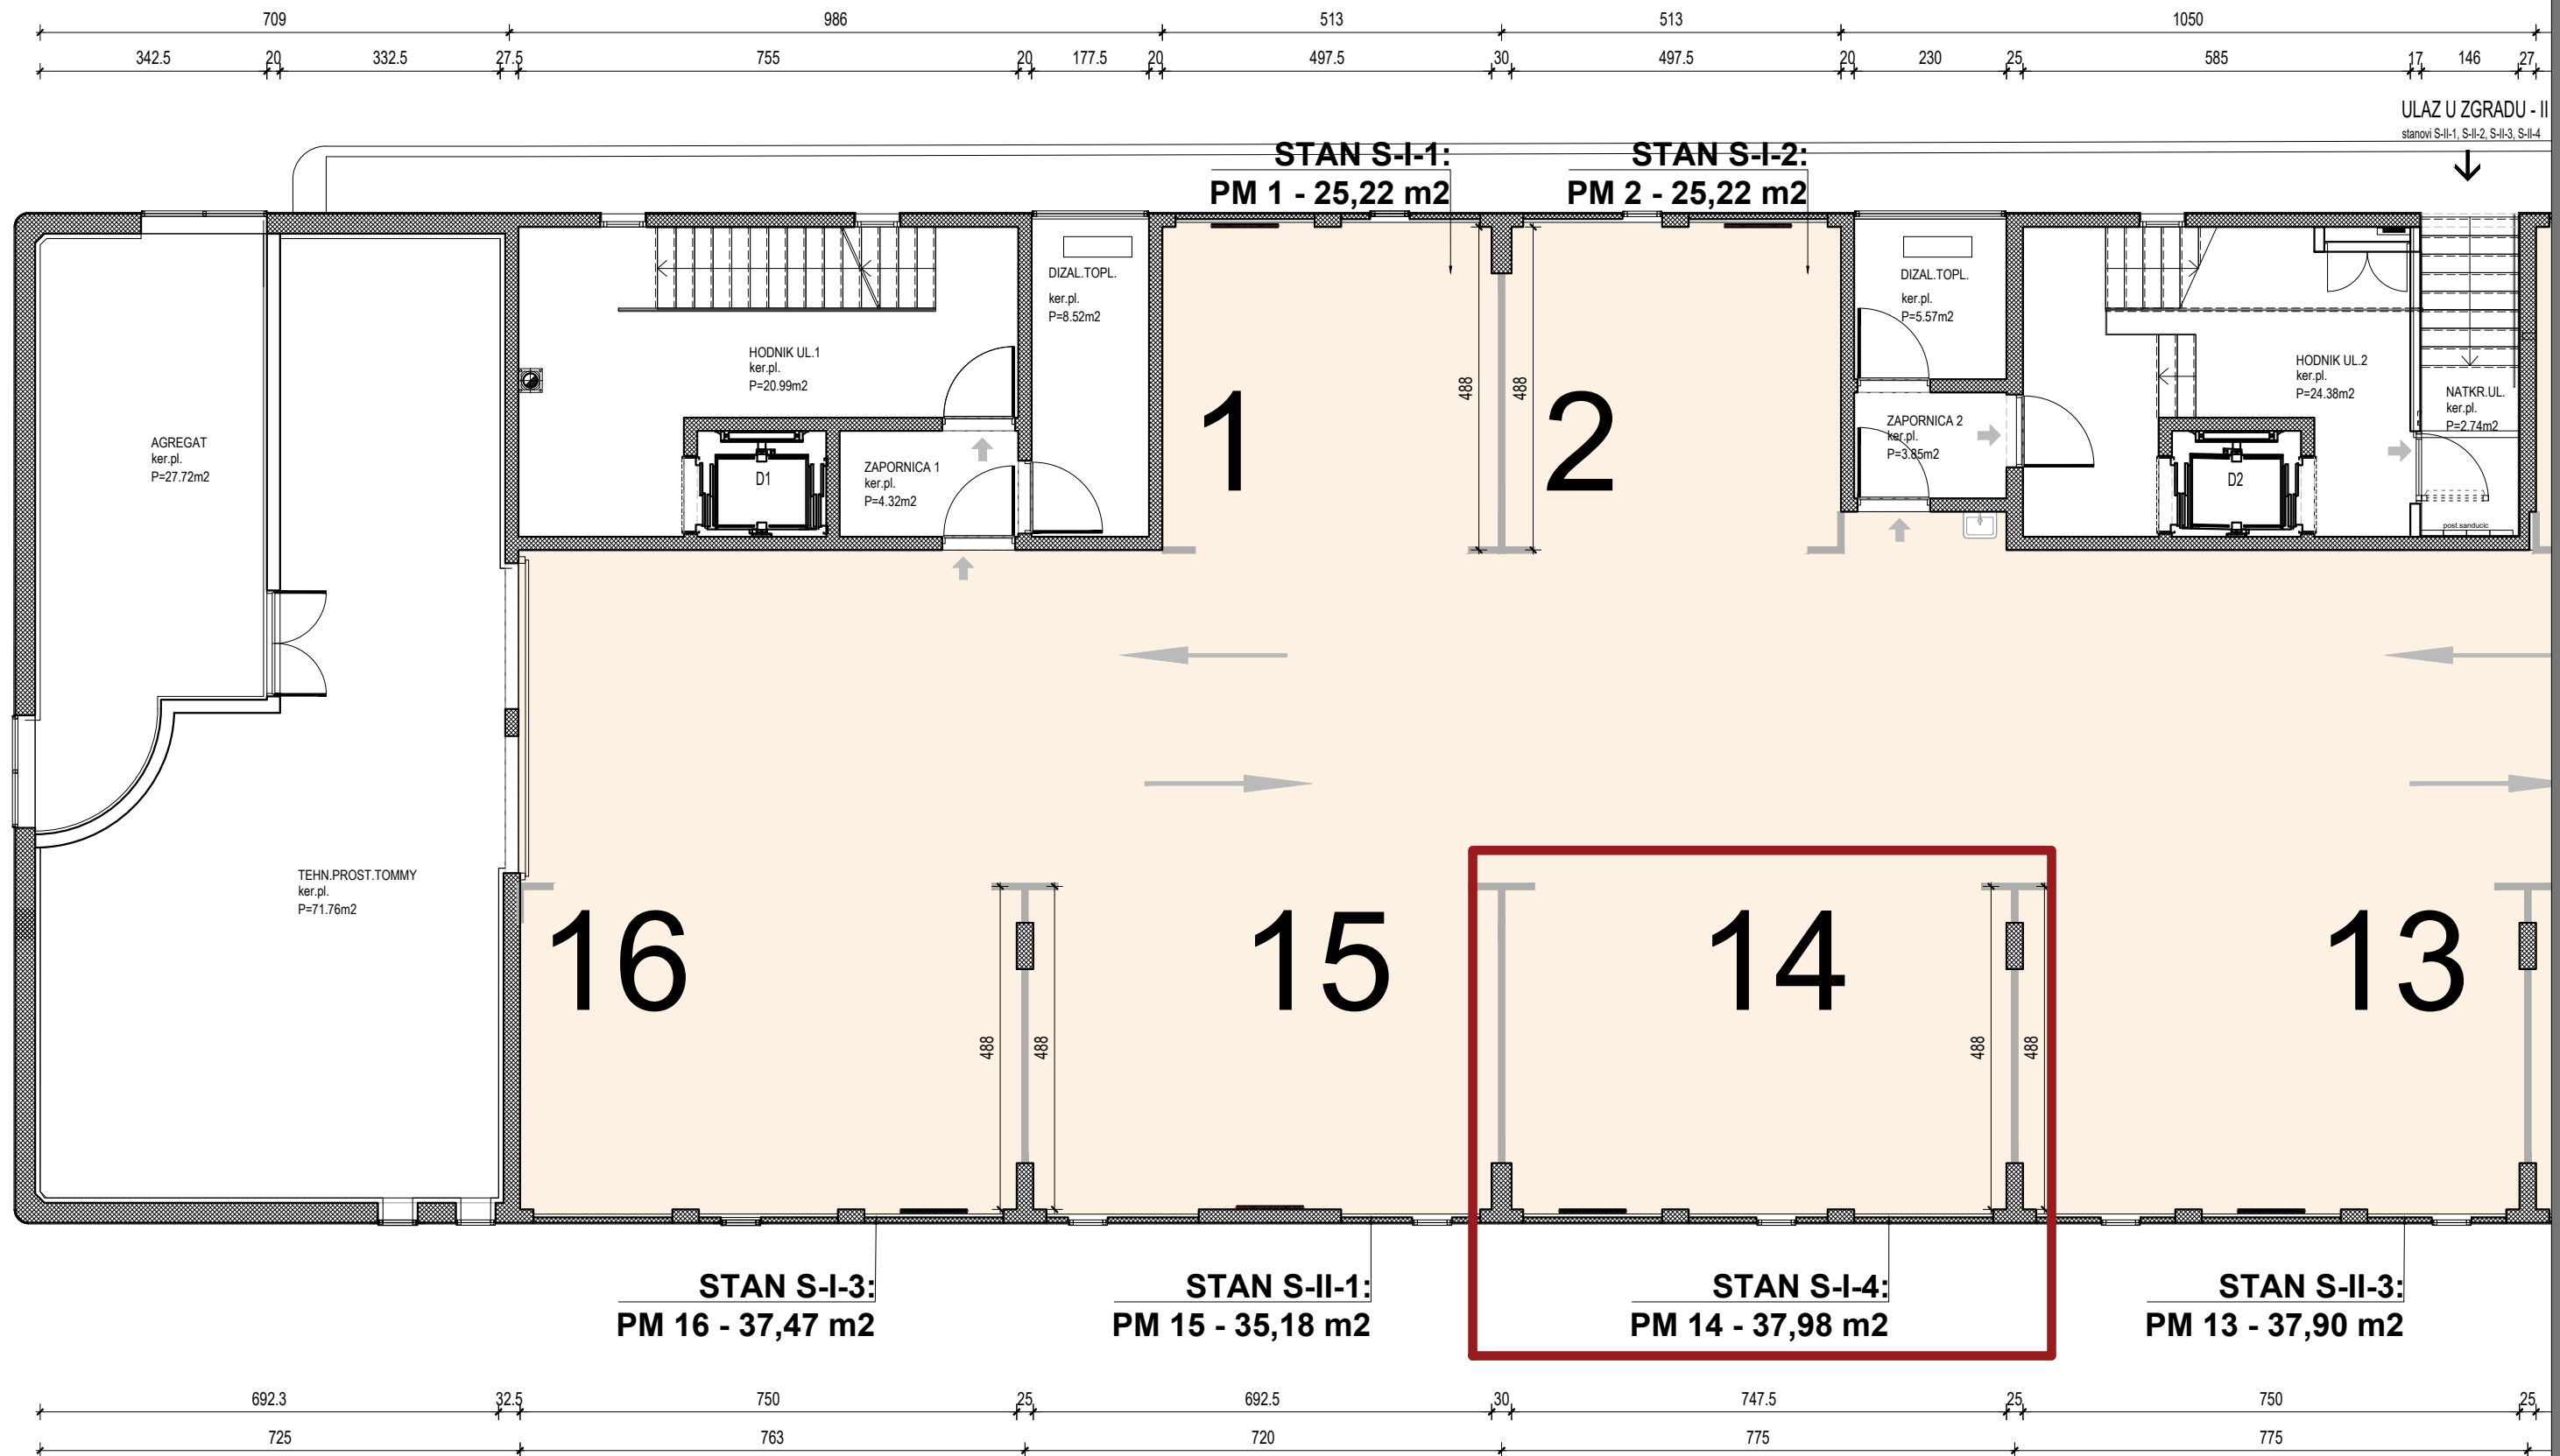 709 986 513 513 1050
342.5 20 332.5 27.5 755 20 177.5 20 497.5 30 497.5 20 230 25 585 17 146 27
ULAZ U ZGRADU - II
stanovi S-II-1, S-II-2, S-II-3, S-II-4
STAN S-I-1:
PM 1 - 25,22 m2
STAN S-I-2:
PM 2 - 25,22 m2
DIZAL.TOPL.
ker.pl.
P=8.52m2
DIZAL.TOPL.
ker.pl.
P=5.57m2
HODNIK UL.1
ker.pl.
P=20.99m2
HODNIK UL.2
ker.pl.
P=24.38m2
NATKR.UL.
ker.pl.
P=2.74m2
488 488
1 2
AGREGAT
ker.pl.
P=27.72m2
ZAPORNICA 1
ker.pl.
P=4.32m2
ZAPORNICA 2
ker.pl.
P=3.85m2
D1
D2
post.sanducic
TEHN.PROST.TOMMY
ker.pl.
P=71.76m2
16 15 14 13
488 488 488 488
STAN S-I-3:
PM 16 - 37,47 m2
STAN S-II-1:
PM 15 - 35,18 m2
STAN S-I-4:
PM 14 - 37,98 m2
STAN S-II-3:
PM 13 - 37,90 m2
692.3 32.5 750 25 692.5 30 747.5 25 750 25
725 763 720 775 775